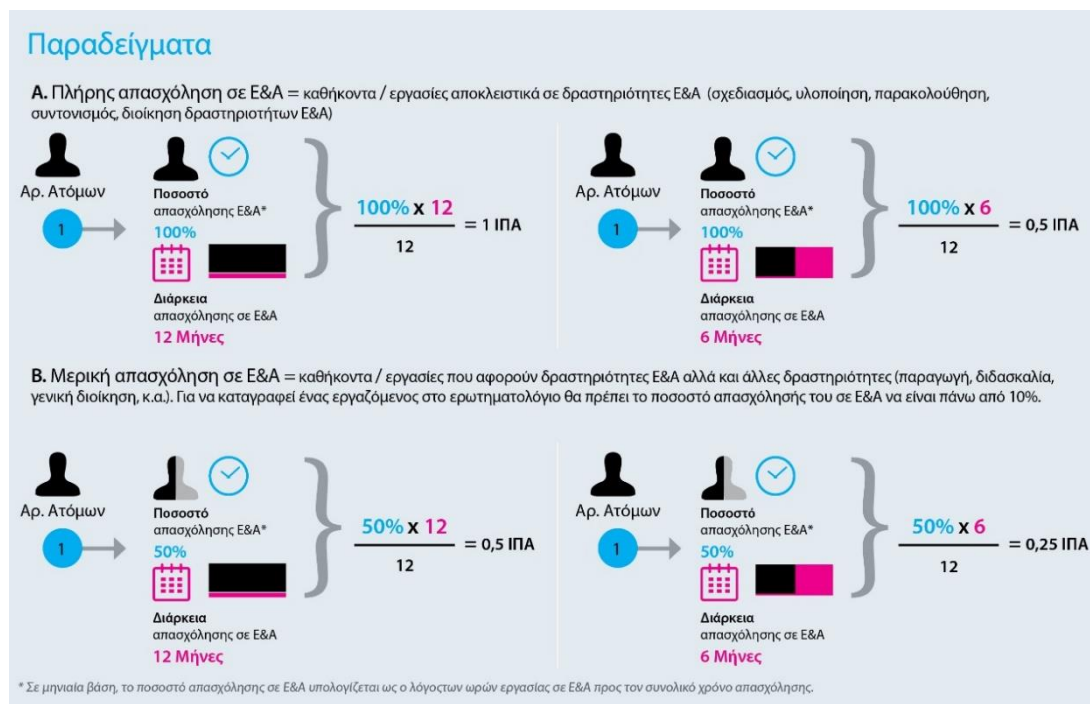 Παραδείγματα
Α. Πλήρης απασχόληση σε Ε&Α = καθήκοντα / εργασίες αποκλειστικά σε δραστηριότητες Ε&Α (σχεδιασμός, υλοποίηση, παρακολούθηση,
συντονισμός, διοίκηση δραστηριοτήτων Ε&Α)
Αρ. Ατόμων
1
Ποσοστό
απασχόλησης Ε&Α*
100%
Διάρκεια
απασχόλησης σε Ε&Α
12 Μήνες
100% x 12
12
= 1 ΙΠΑ
Αρ. Ατόμων
1
Ποσοστό
απασχόλησης Ε&Α*
100%
Διάρκεια
απασχόλησης σε Ε&Α
6 Μήνες
100% x 6
12
= 0,5 ΙΠΑ
Β. Μερική απασχόληση σε Ε&Α = καθήκοντα / εργασίες που αφορούν δραστηριότητες Ε&Α αλλά και άλλες δραστηριότητες (παραγωγή, διδασκαλία,
γενική διοίκηση, κ.α.). Για να καταγραφεί ένας εργαζόμενος στο ερωτηματολόγιο θα πρέπει το ποσοστό απασχόλησής του σε Ε&Α να είναι πάνω από 10%.
Αρ. Ατόμων
1
Ποσοστό
απασχόλησης Ε&Α*
50%
Διάρκεια
απασχόλησης σε Ε&Α
12 Μήνες
50% x 12
12
= 0,5 ΙΠΑ
Αρ. Ατόμων
1
Ποσοστό
απασχόλησης Ε&Α*
50%
Διάρκεια
απασχόλησης σε Ε&Α
6 Μήνες
50% x 6
12
= 0,25 ΙΠΑ
* Σε μηνιαία βάση, το ποσοστό απασχόλησης σε Ε&Α υπολογίζεται ως ο λόγοςτων ωρών εργασίας σε Ε&Α προς τον συνολικό χρόνο απασχόλησης.